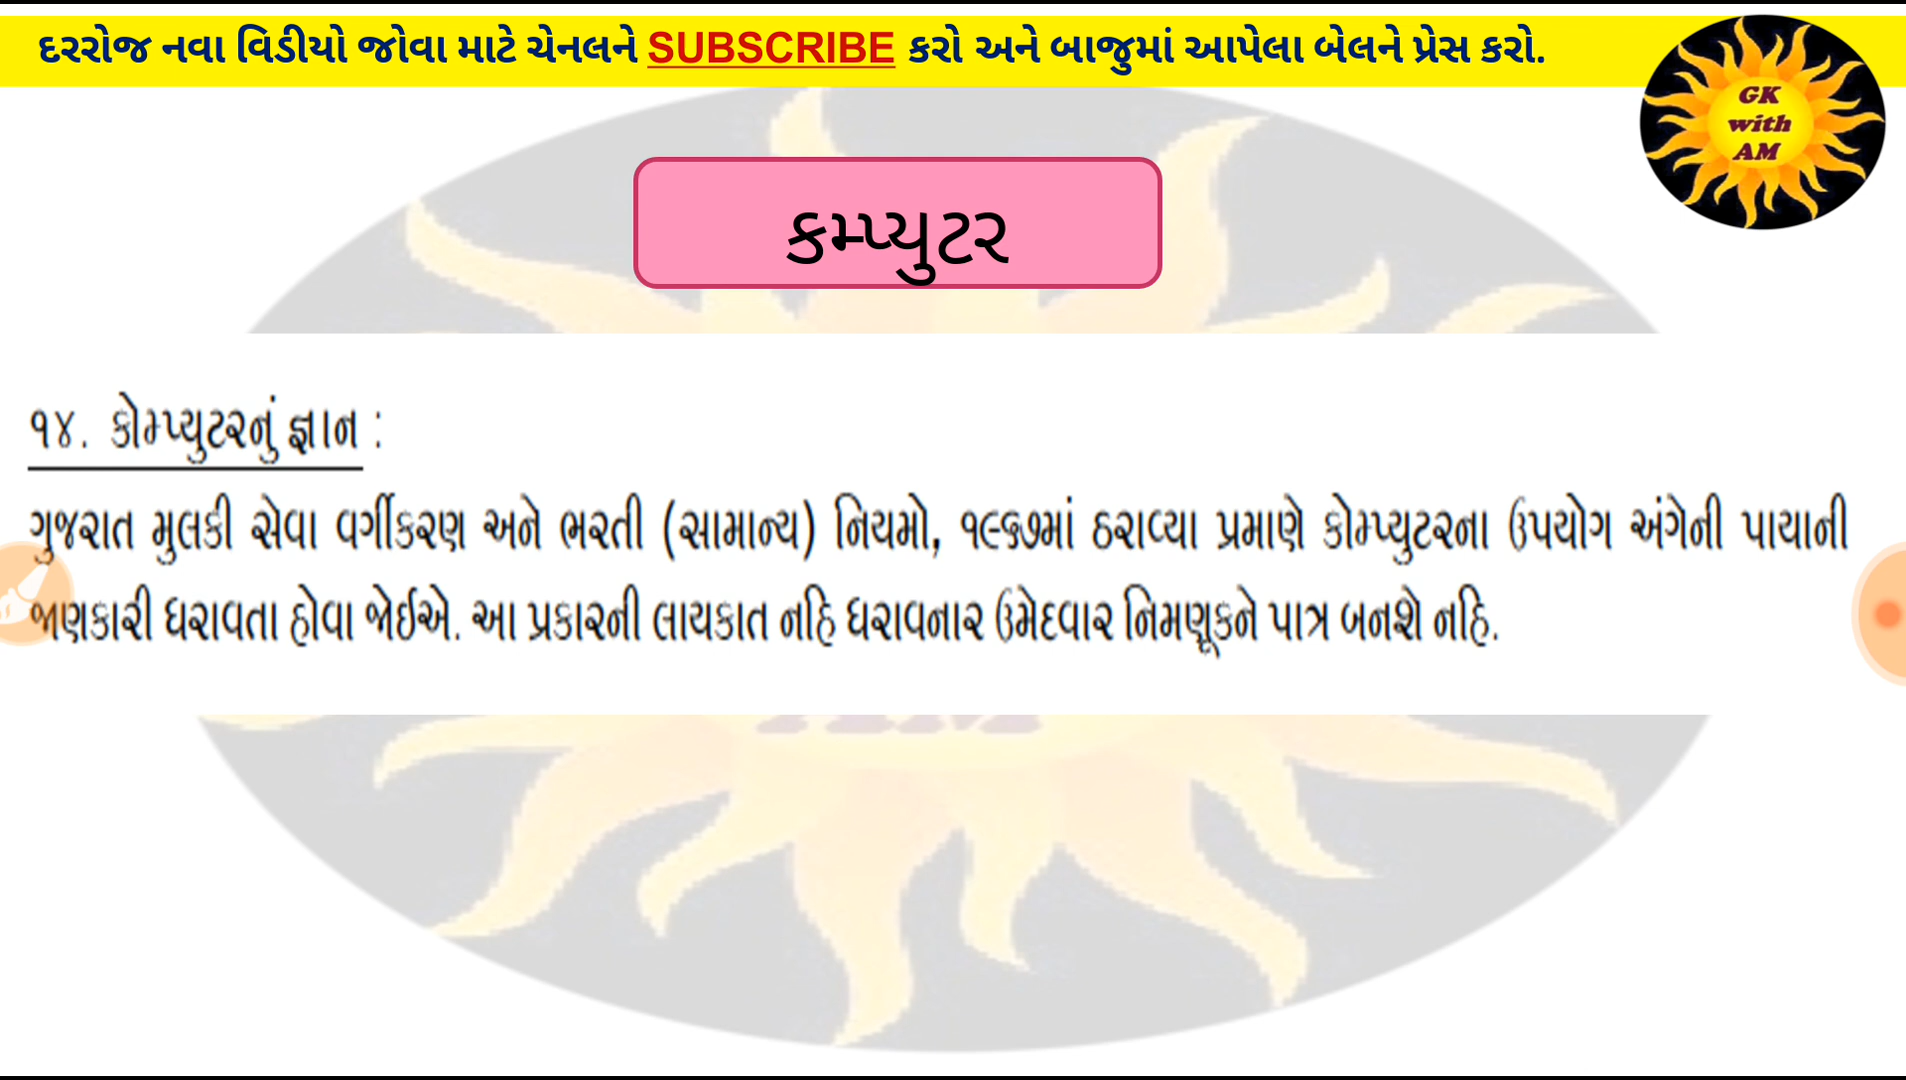 દરરોજ નવા વિડીયો જોવા માટે ચેનલને SUBSCRIBE કરો અને બાજુમાં આપેલા બેલને પ્રેસ કરો.
GK
with
AM
કમ્પ્યુટર
૧૪. કોમ્પ્યુટરનું જ્ઞાન :
ગુજરાત મુલકી સેવા વર્ગીકરણ અને ભરતી (સામાન્ય) નિયમો, ૧૯૬૭માં ઠરાવ્યા પ્રમાણે કોમ્પ્યુટરના ઉપયોગ અંગેની પાયાની
જાણકારી ધરાવતા હોવા જોઈએ. આ પ્રકારની લાયકાત નહિ ધરાવનાર ઉમેદવાર નિમણૂકને પાત્ર બનશે નહિ.